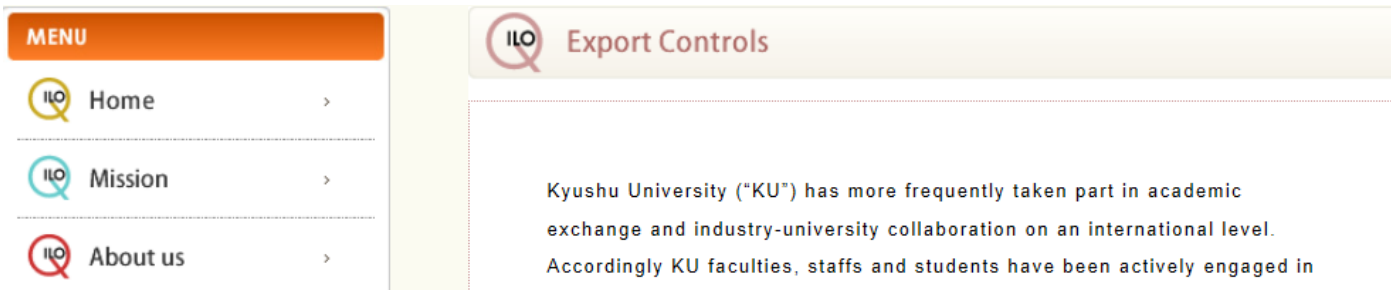 MENU
ILO Home
ILO Mission
ILO About us
ILO Export Controls
Kyushu University (“KU”) has more frequently taken part in academic
exchange and industry-university collaboration on an international level.
Accordingly KU faculties, staffs and students have been actively engaged in